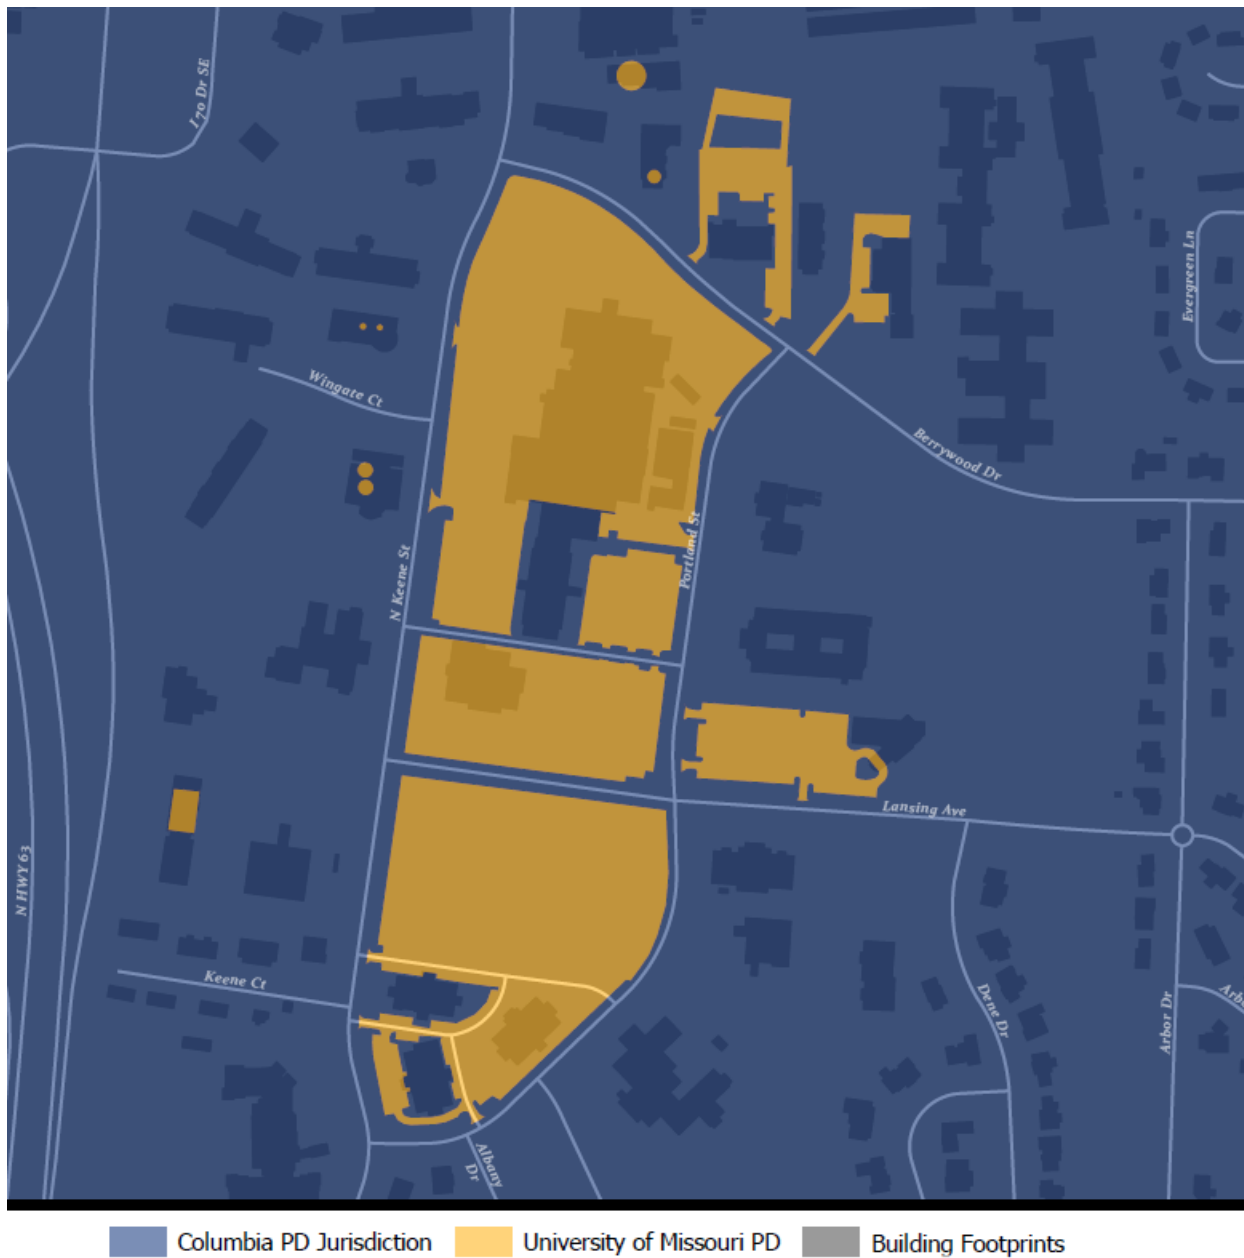 I 70 Dr SE
Evergreen Ln
Wingate Ct
Berrywood Dr
N Keene St
Portland St
Lansing Ave
N HWY 63
Keene Ct
Dene Dr
Arbor Dr
Albany
Dr
Columbia PD Jurisdiction
University of Missouri PD
Building Footprints